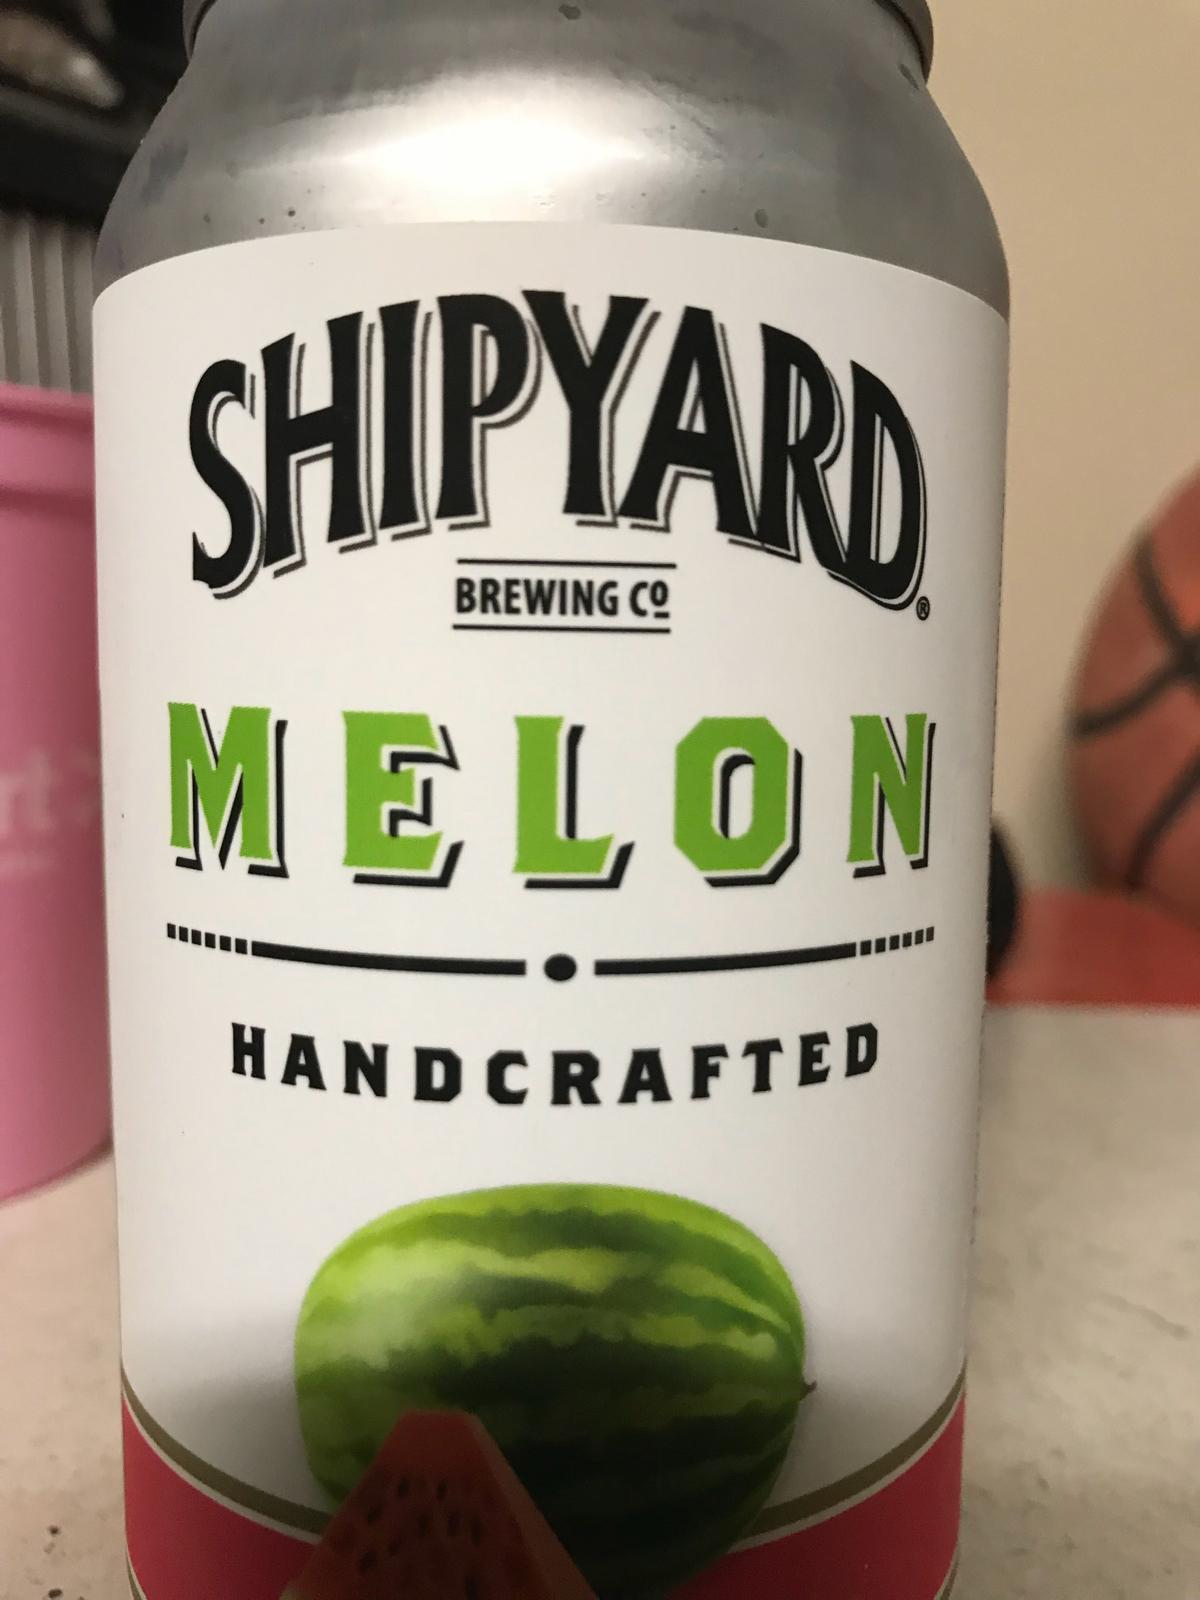 SHIPYARD®
BREWING Cº
MELON
HANDCRAFTED